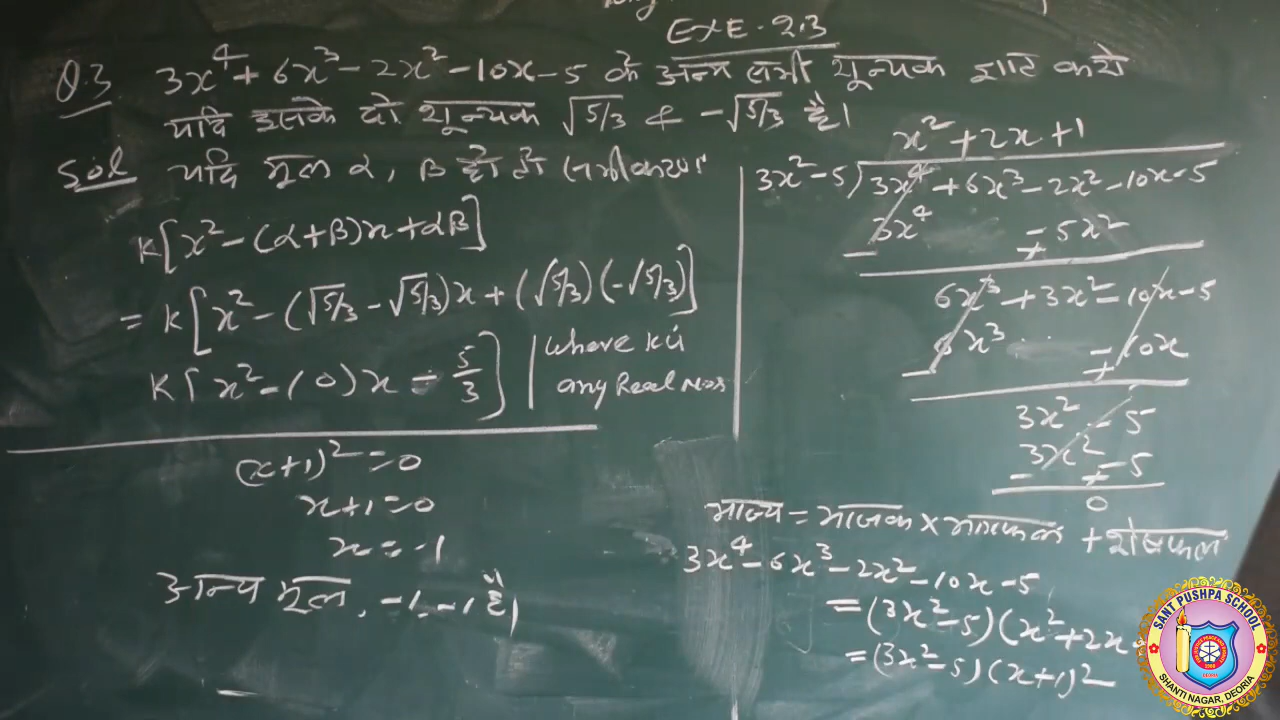 EXE. 2.3
Q.3 3x⁴ + 6x³ - 2x² - 10x - 5 के अन्य सभी शून्यक ज्ञात करो
यदि इसके दो शून्यक √5/3 & -√5/3 हैं।
Sol यदि मूल α, β हो तो समीकरण
K[x² - (α+β)x + αβ]
= K[x² - (√5/3 - √5/3)x + (√5/3)(-√5/3)]
K[x² - (0)x - 5/3] | where k is
any Real nos
x² + 2x + 1
3x² - 5) 3x⁴ + 6x³ - 2x² - 10x - 5
3x⁴ - 5x²
- +
6x³ + 3x² - 10x - 5
6x³ .. - 10x
- +
3x² - 5
3x² - 5
- +
0
भाज्य = भाजक × भागफल + शेषफल
3x⁴ - 6x³ - 2x² - 10x - 5
= (3x² - 5)(x² + 2x +
= (3x² - 5)(x+1)²
(x+1)² = 0
x+1 = 0
x = -1
अन्य मूल, -1, -1 हैं।
SANT PUSHPA SCHOOL
SHANTI NAGAR, DEORIA